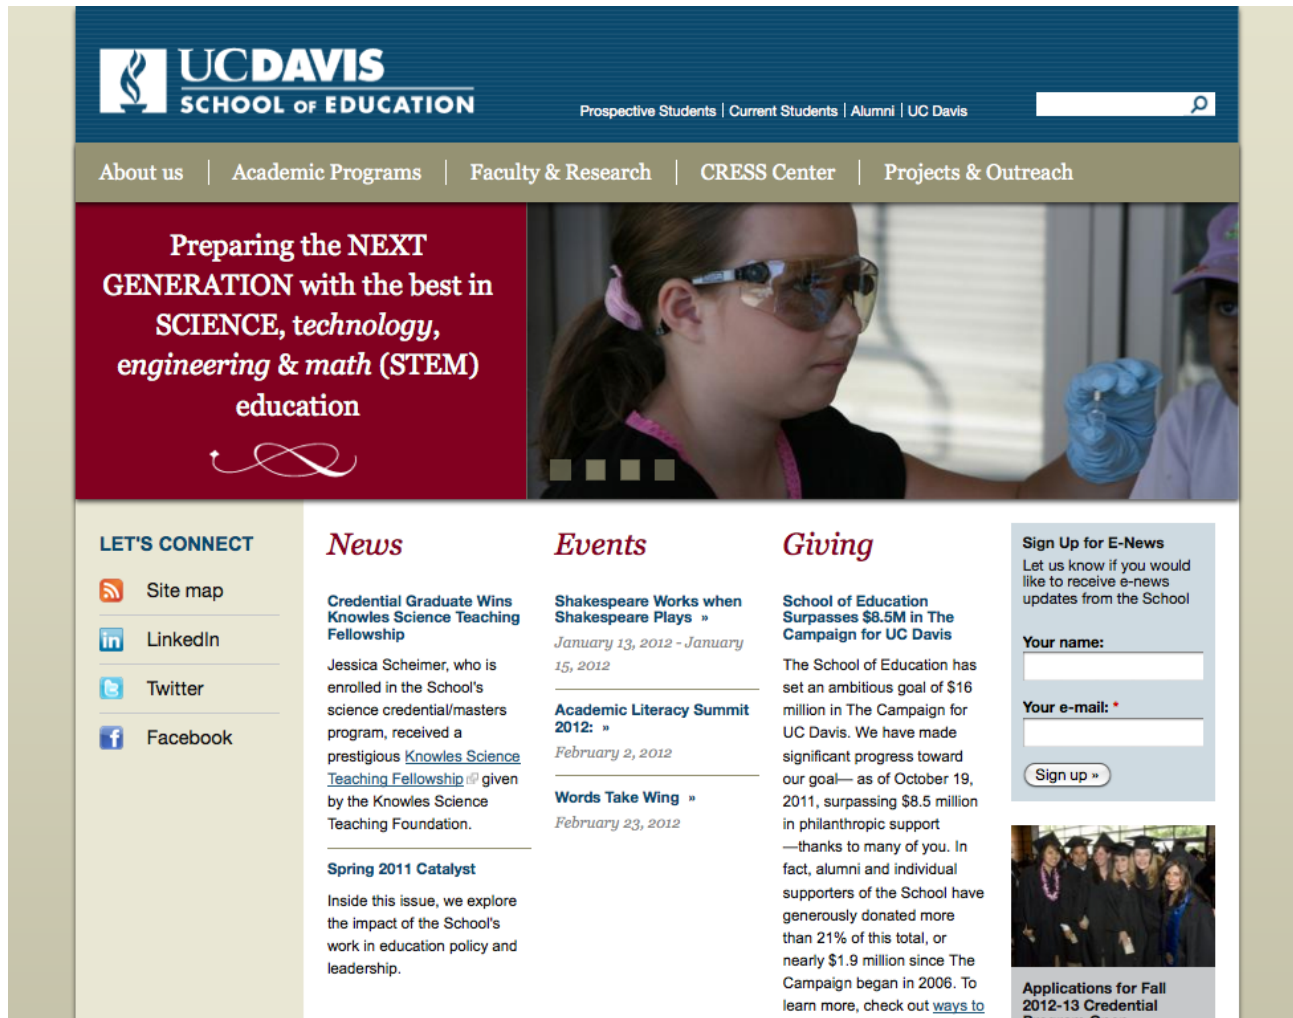 UCDAVIS
SCHOOL OF EDUCATION
Prospective Students | Current Students | Alumni | UC Davis
About us | Academic Programs | Faculty & Research | CRESS Center | Projects & Outreach
Preparing the NEXT
GENERATION with the best in
SCIENCE, technology,
engineering & math (STEM)
education
LET'S CONNECT
Site map
LinkedIn
Twitter
Facebook
News
Credential Graduate Wins
Knowles Science Teaching
Fellowship
Jessica Scheimer, who is
enrolled in the School's
science credential/masters
program, received a
prestigious Knowles Science
Teaching Fellowship given
by the Knowles Science
Teaching Foundation.
Spring 2011 Catalyst
Inside this issue, we explore
the impact of the School's
work in education policy and
leadership.
Events
Shakespeare Works when
Shakespeare Plays »
January 13, 2012 - January
15, 2012
Academic Literacy Summit
2012: »
February 2, 2012
Words Take Wing »
February 23, 2012
Giving
School of Education
Surpasses $8.5M in The
Campaign for UC Davis
The School of Education has
set an ambitious goal of $16
million in The Campaign for
UC Davis. We have made
significant progress toward
our goal— as of October 19,
2011, surpassing $8.5 million
in philanthropic support
—thanks to many of you. In
fact, alumni and individual
supporters of the School have
generously donated more
than 21% of this total, or
nearly $1.9 million since The
Campaign began in 2006. To
learn more, check out ways to
Sign Up for E-News
Let us know if you would
like to receive e-news
updates from the School
Your name:
Your e-mail: *
Sign up »
Applications for Fall
2012-13 Credential